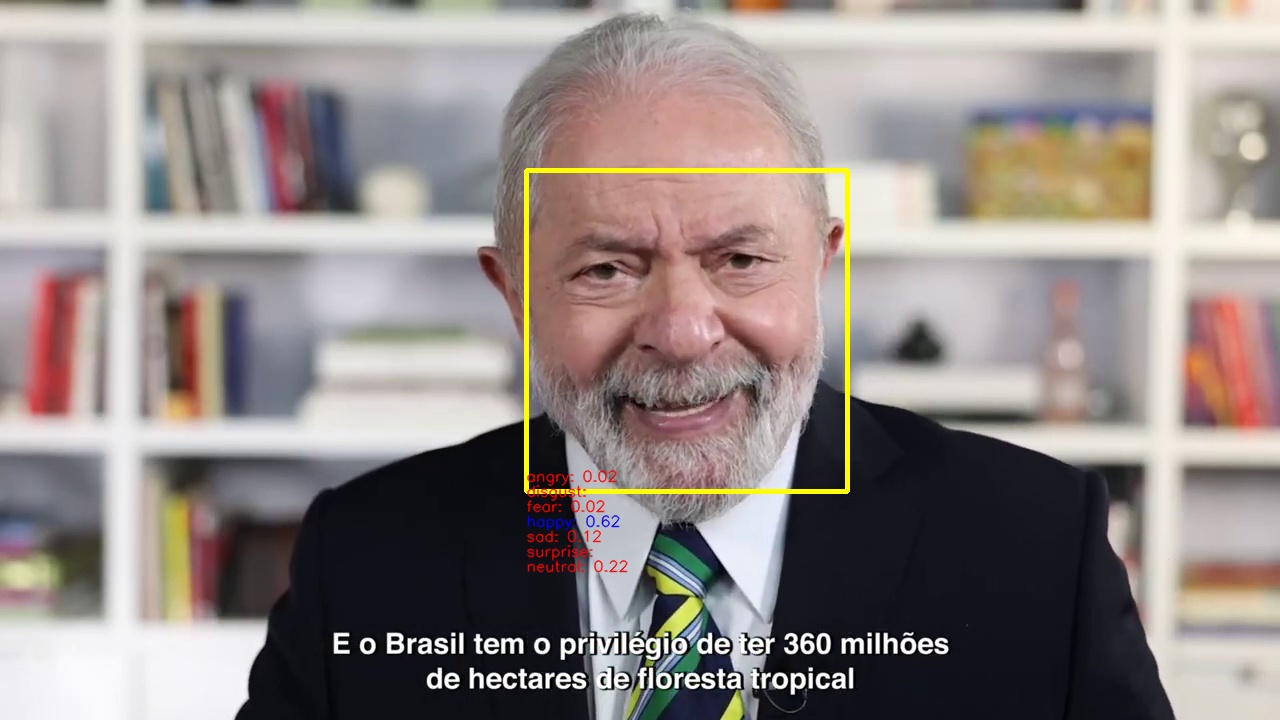 angry: 0.02
disgust:
fear: 0.02
happy: 0.62
sad: 0.12
surprise:
neutral: 0.22
E o Brasil tem o privilégio de ter 360 milhões
de hectares de floresta tropical